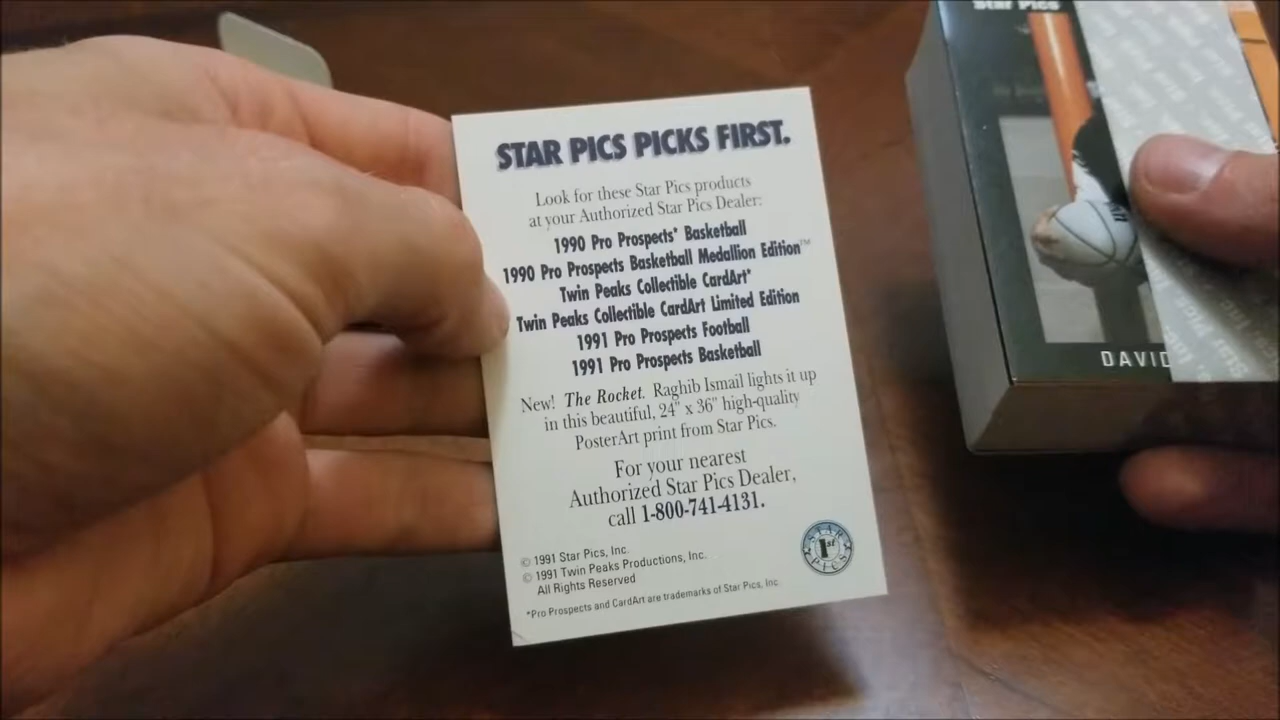 STAR PICS PICKS FIRST.
Look for these Star Pics products
at your Authorized Star Pics Dealer:
1990 Pro Prospects* Basketball
1990 Pro Prospects Basketball Medallion Edition™
Twin Peaks Collectible CardArt*
Twin Peaks Collectible CardArt Limited Edition
1991 Pro Prospects Football
1991 Pro Prospects Basketball
New! The Rocket. Raghib Ismail lights it up
in this beautiful, 24" x 36" high-quality
PosterArt print from Star Pics.
For your nearest
Authorized Star Pics Dealer,
call 1-800-741-4131.
© 1991 Star Pics, Inc.
© 1991 Twin Peaks Productions, Inc.
All Rights Reserved
*Pro Prospects and CardArt are trademarks of Star Pics, Inc.
STAR
1st
PICS
Star Pics
DAVID